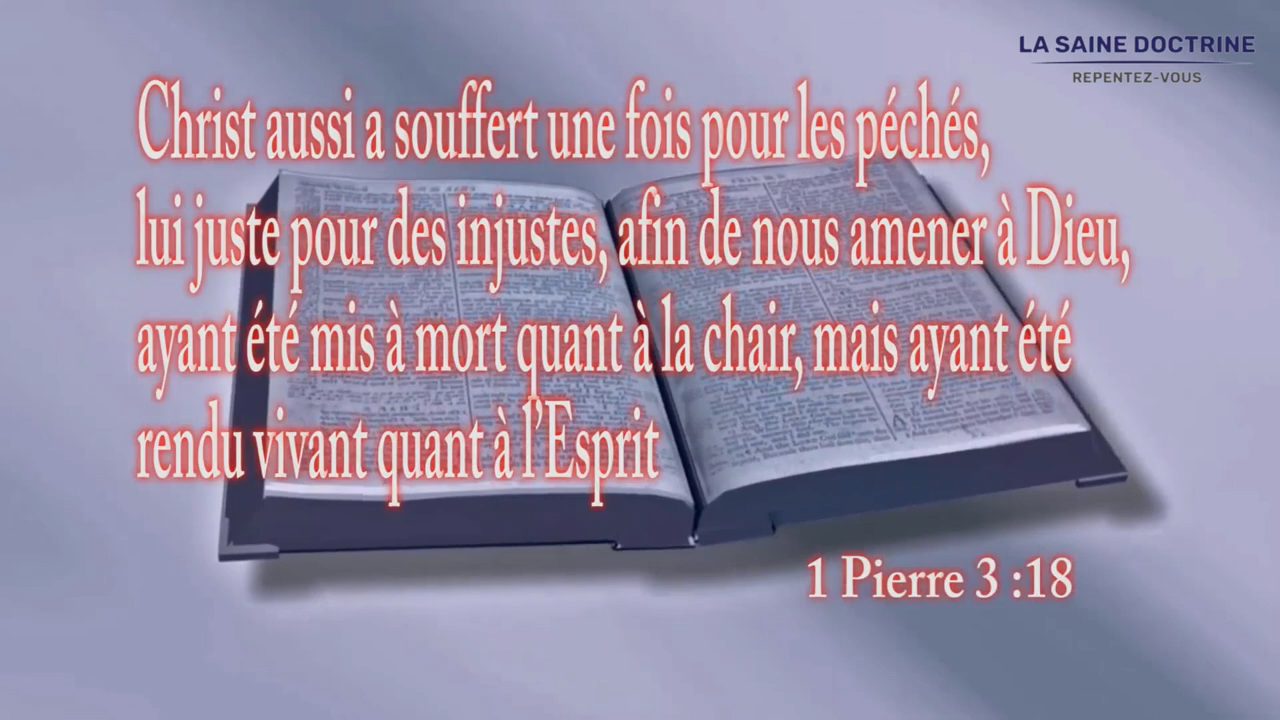 LA SAINE DOCTRINE
REPENTEZ-VOUS
Christ aussi a souffert une fois pour les péchés,
lui juste pour des injustes, afin de nous amener à Dieu,
ayant été mis à mort quant à la chair, mais ayant été
rendu vivant quant à l'Esprit
1 Pierre 3 :18